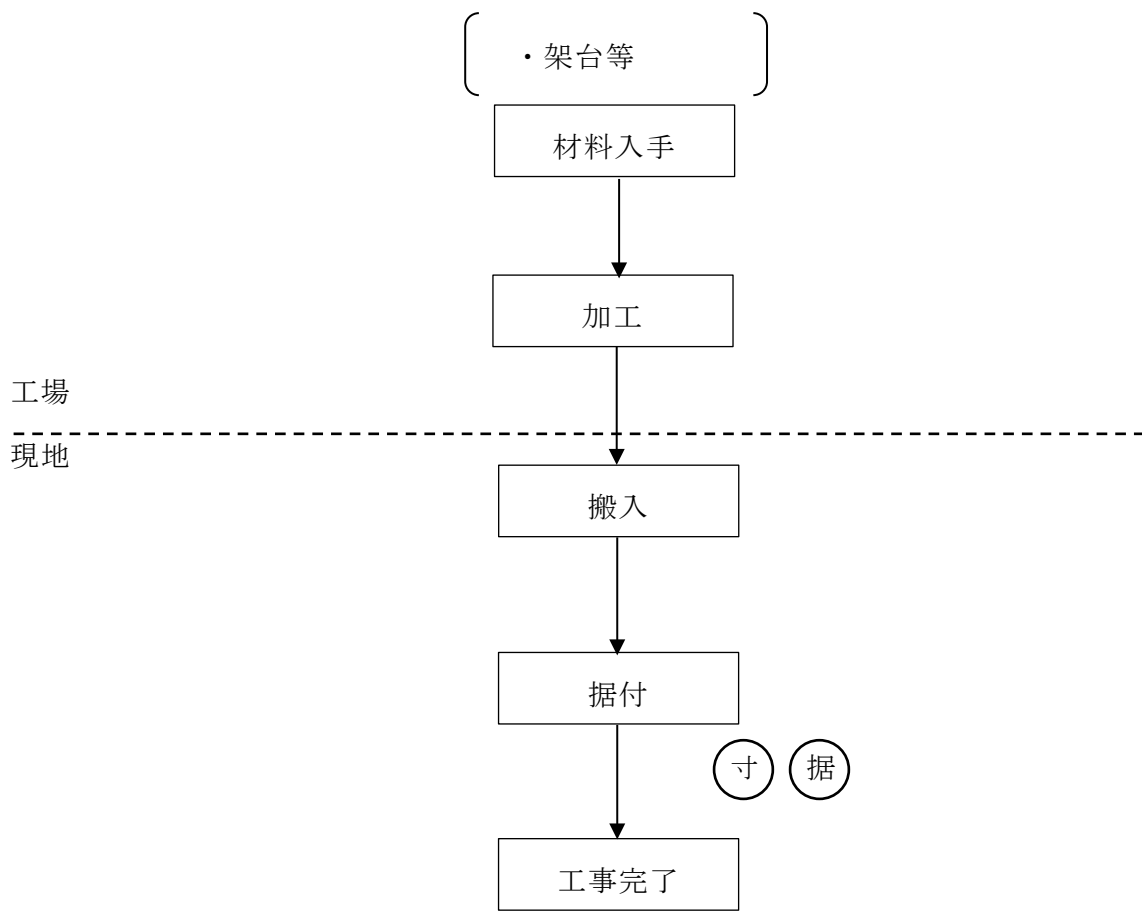 ・架台等
材料入手
加工
工場
現地
搬入
据付
寸 据
工事完了